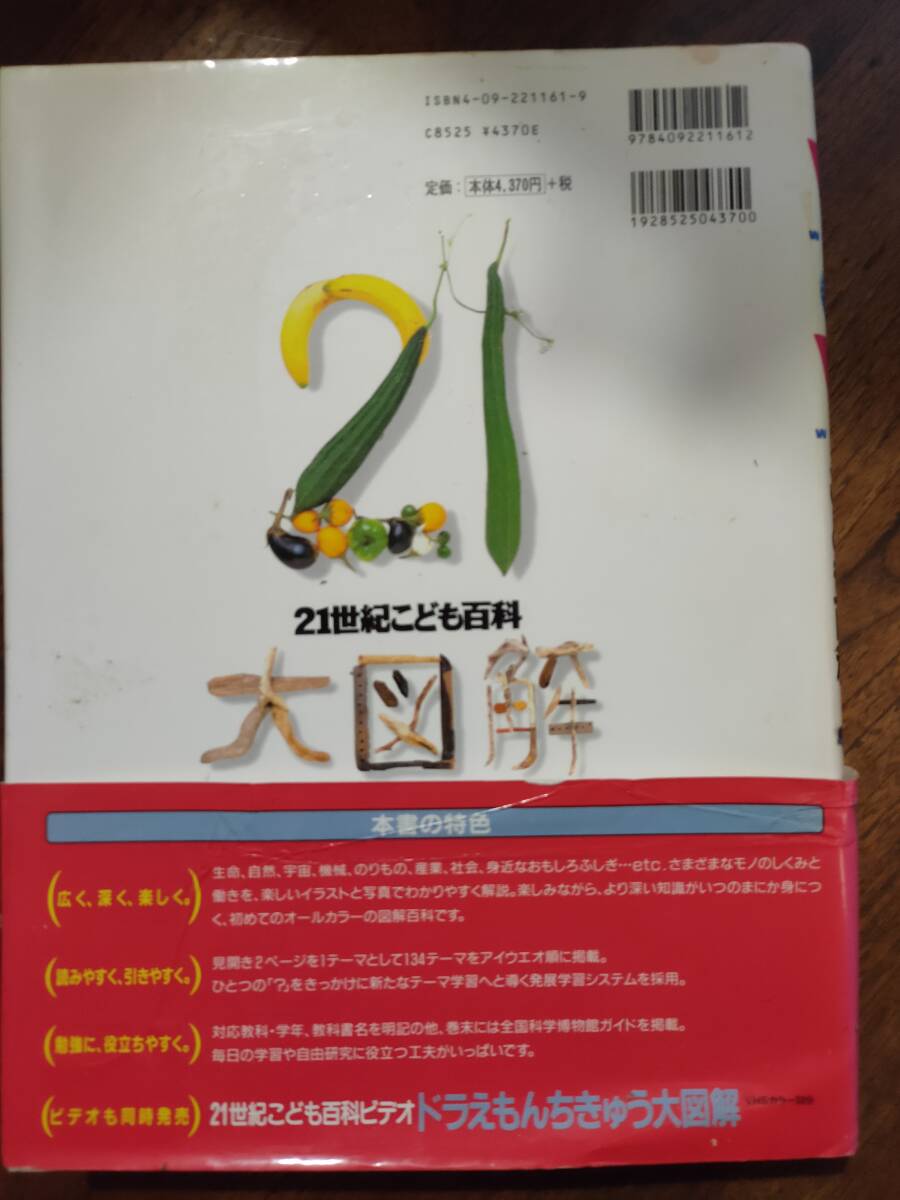 ISBN4-09-221161-9
C8525 ¥4370E
9784092211612
定価：本体4,370円+税
1928525043700
21
21世紀こども百科
大図解
本書の特色
広く、深く、楽しく。
生命、自然、宇宙、機械、のりもの、産業、社会、身近なおもしろふしぎ…etc. さまざまなモノのしくみと
働きを、楽しいイラストと写真でわかりやすく解説。楽しみながら、より深い知識がいつのまにか身につ
く、初めてのオールカラーの図解百科です。
読みやすく、引きやすく。
見開き2ページを1テーマとして134テーマをアイウエオ順に掲載。
ひとつの「?」をきっかけに新たなテーマ学習へと導く発展学習システムを採用。
勉強に、役立ちやすく。
対応教科・学年、教科書名を明記の他、巻末には全国科学博物館ガイドを掲載。
毎日の学習や自由研究に役立つ工夫がいっぱいです。
ビデオも同時発売
21世紀こども百科ビデオ ドラえもんちきゅう大図解